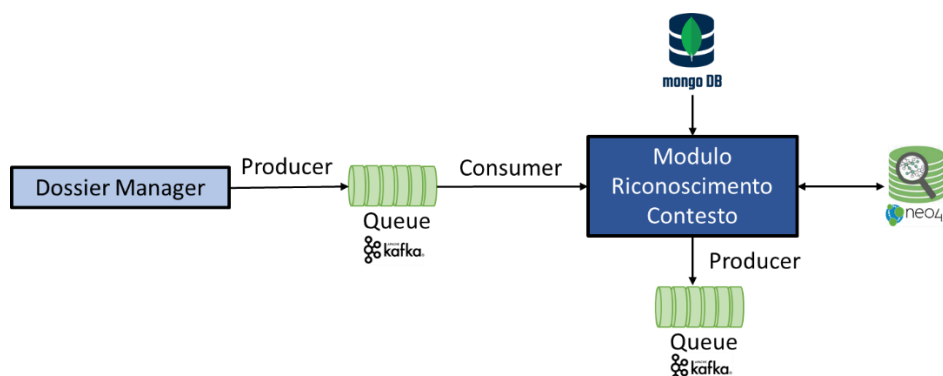 mongo DB
Dossier Manager
Producer
Consumer
Modulo
Riconoscimento
Contesto
Queue
kafka
neo4
Producer
Queue
kafka